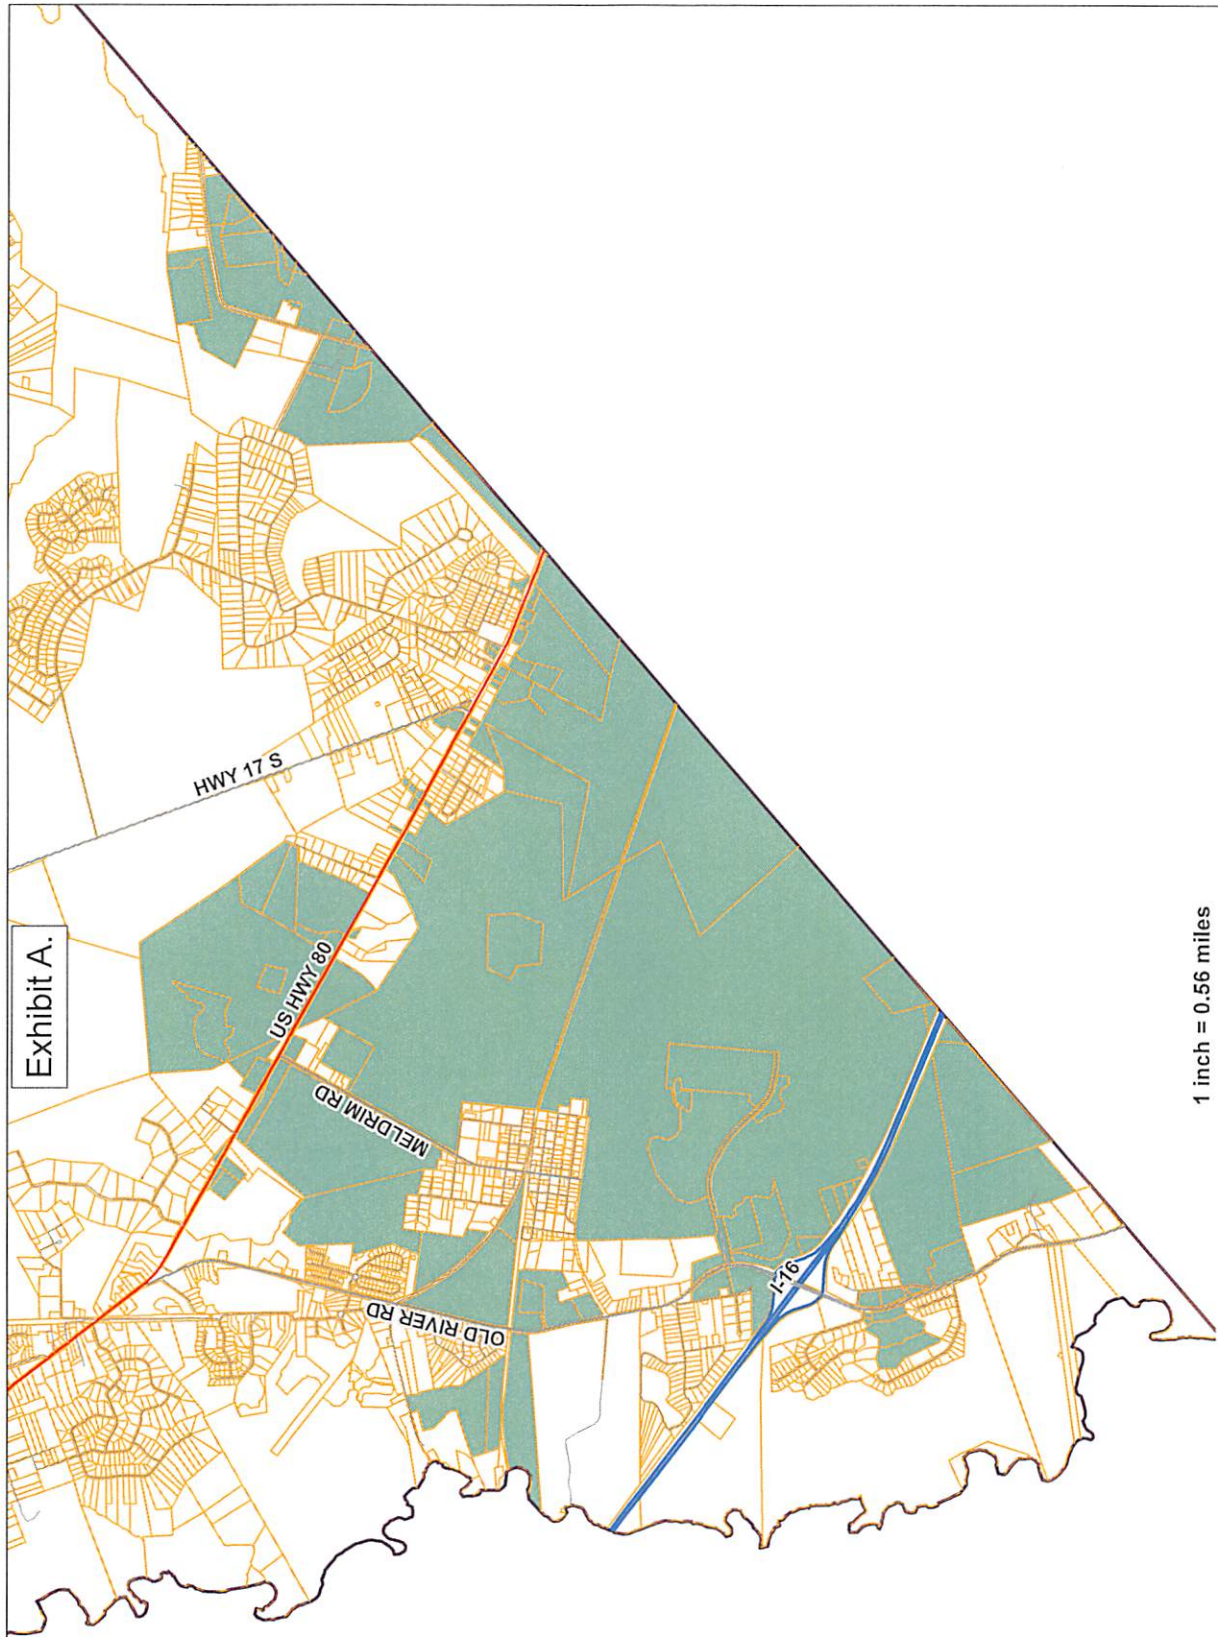 Exhibit A.
HWY 17 S
US HWY 80
MELDRIM RD
OLD RIVER RD
I-16
1 inch = 0.56 miles